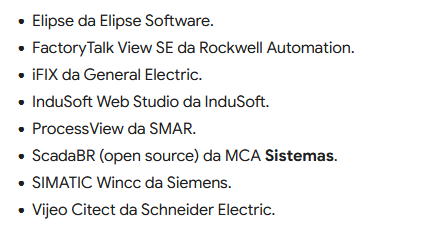 • Elipse da Elipse Software.
• FactoryTalk View SE da Rockwell Automation.
• iFIX da General Electric.
• InduSoft Web Studio da InduSoft.
• ProcessView da SMAR.
• ScadaBR (open source) da MCA Sistemas.
• SIMATIC Wincc da Siemens.
• Vijeo Citect da Schneider Electric.